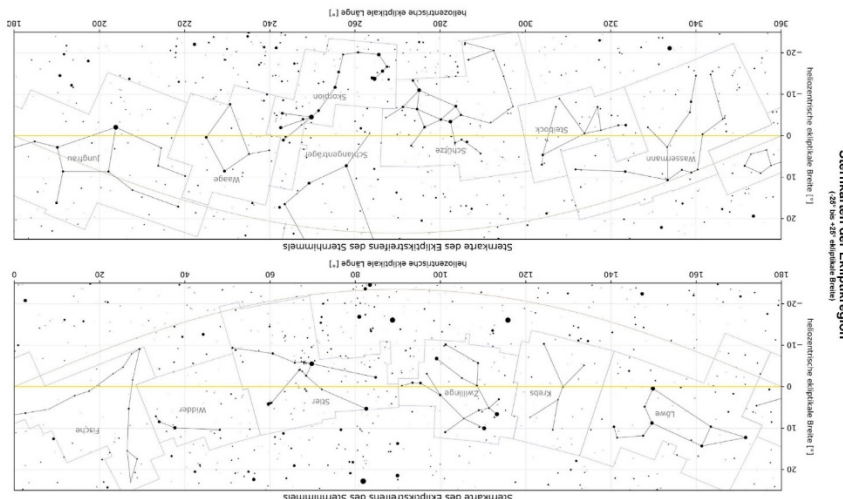 Sternkarten der Ekliptikregion
(-25° bis +25° ekliptikale Breite)
Sternkarte des Ekliptikstreifens des Sternhimmels
20
10
0
−10
−20
heliozentrische ekliptikale Breite [°]
Fische
Widder
Stier
Zwillinge
Krebs
Löwe
0 20 40 60 80 100 120 140 160 180
heliozentrische ekliptikale Länge [°]
Sternkarte des Ekliptikstreifens des Sternhimmels
20
10
0
−10
−20
heliozentrische ekliptikale Breite [°]
Jungfrau
Waage
Skorpion
Schlangenträger
Schütze
Steinbock
Wassermann
180 200 220 240 260 280 300 320 340 360
heliozentrische ekliptikale Länge [°]